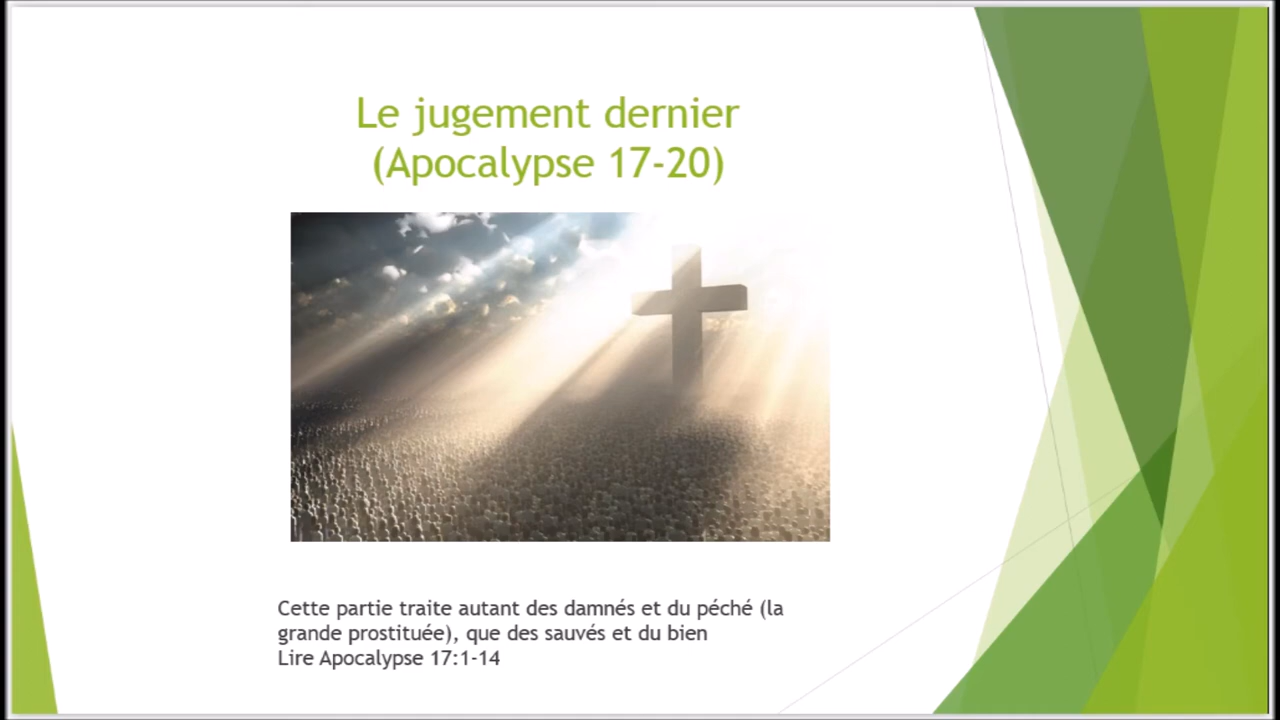 Le jugement dernier
(Apocalypse 17-20)
Cette partie traite autant des damnés et du péché (la
grande prostituée), que des sauvés et du bien
Lire Apocalypse 17:1-14